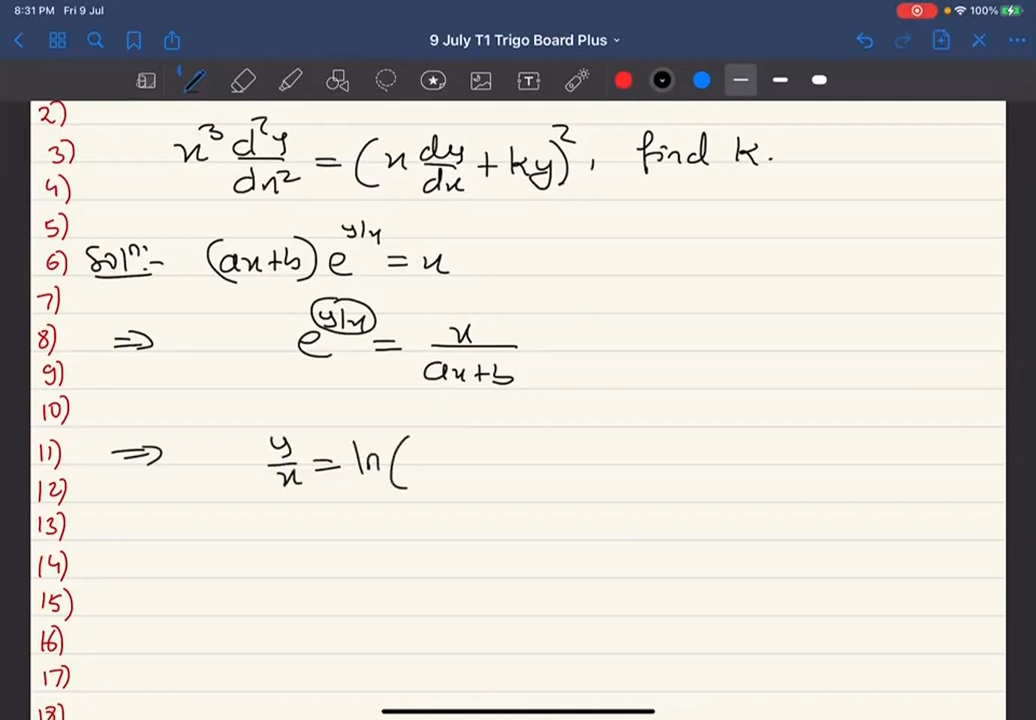 8:31 PM Fri 9 Jul
100%
9 July T1 Trigo Board Plus
2)
3) x³ d²y/dx² = (x dy/dx + ky)², find k.
4)
5)
6) Solⁿ:- (ax+b) e^(y/x) = x
7)
8) ⇒ e^(y/x) = x/(ax+b)
9)
10)
11) ⇒ y/x = ln(
12)
13)
14)
15)
16)
17)
18)